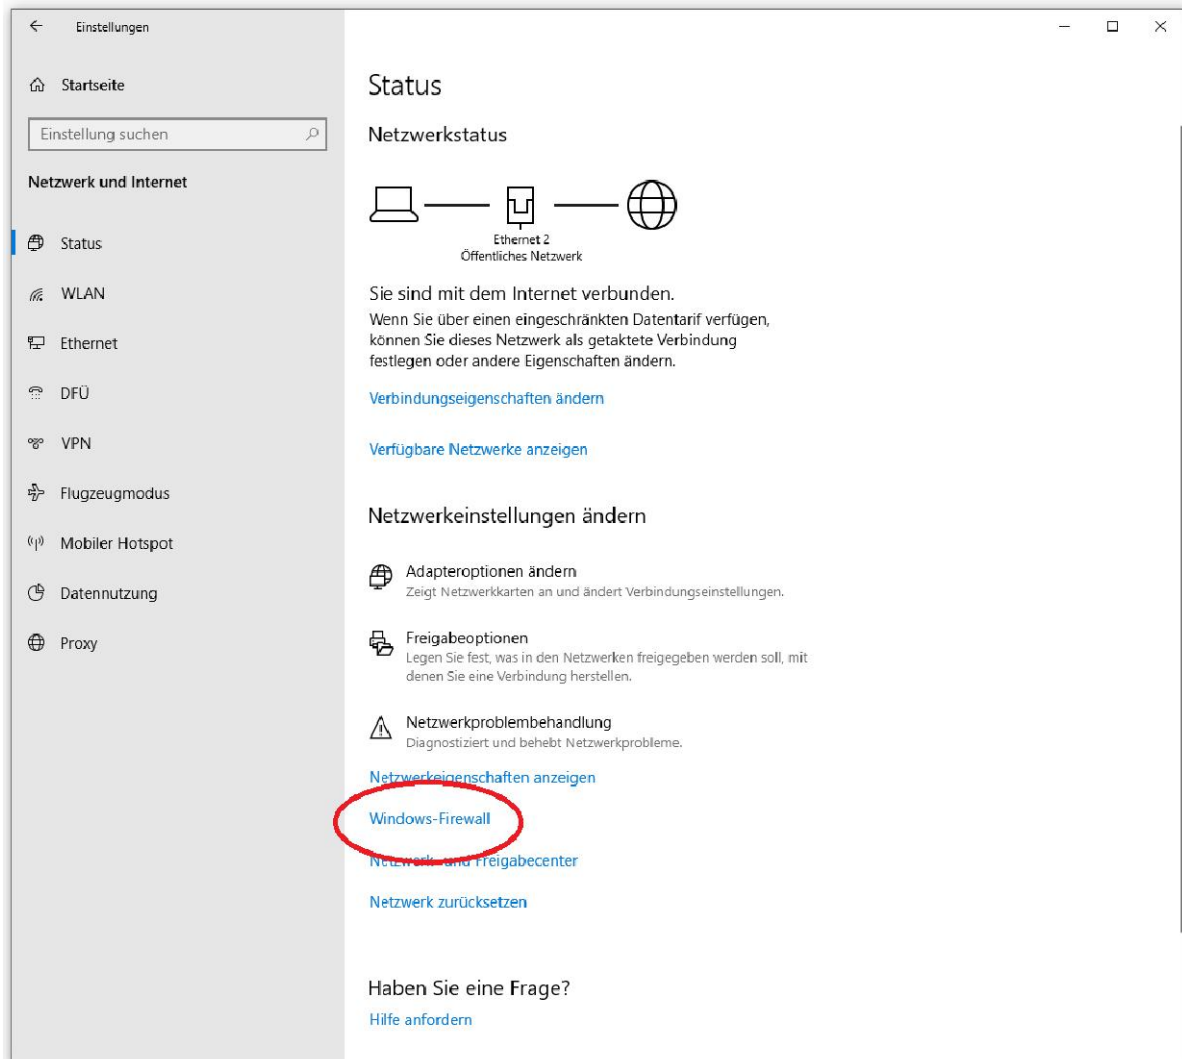 Einstellungen
Startseite
Einstellung suchen
Netzwerk und Internet
Status
WLAN
Ethernet
DFÜ
VPN
Flugzeugmodus
Mobiler Hotspot
Datennutzung
Proxy
Status
Netzwerkstatus
Ethernet 2
Öffentliches Netzwerk
Sie sind mit dem Internet verbunden.
Wenn Sie über einen eingeschränkten Datentarif verfügen,
können Sie dieses Netzwerk als getaktete Verbindung
festlegen oder andere Eigenschaften ändern.
Verbindungseigenschaften ändern
Verfügbare Netzwerke anzeigen
Netzwerkeinstellungen ändern
Adapteroptionen ändern
Zeigt Netzwerkkarten an und ändert Verbindungseinstellungen.
Freigabeoptionen
Legen Sie fest, was in den Netzwerken freigegeben werden soll, mit
denen Sie eine Verbindung herstellen.
Netzwerkproblembehandlung
Diagnostiziert und behebt Netzwerkprobleme.
Netzwerkeigenschaften anzeigen
Windows-Firewall
Netzwerk- und Freigabecenter
Netzwerk zurücksetzen
Haben Sie eine Frage?
Hilfe anfordern